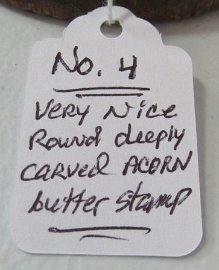 No. 4
Very Nice
Round deeply
carved ACORN
butter stamp